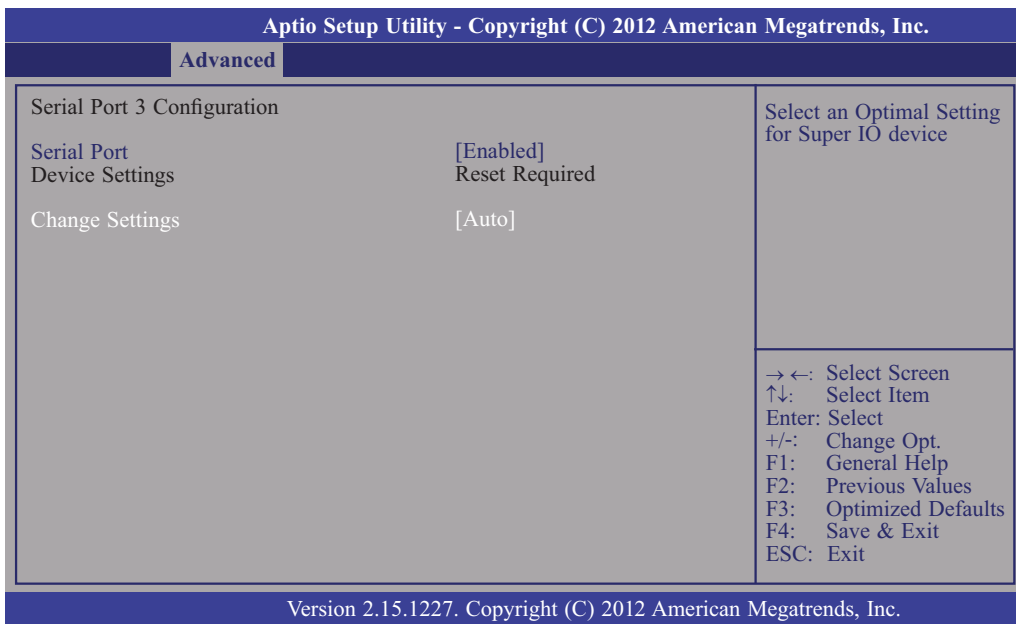 Aptio Setup Utility - Copyright (C) 2012 American Megatrends, Inc.
Advanced
Serial Port 3 Configuration
Serial Port [Enabled]
Device Settings Reset Required
Change Settings [Auto]
Select an Optimal Setting
for Super IO device
→ ←: Select Screen
↑↓: Select Item
Enter: Select
+/-: Change Opt.
F1: General Help
F2: Previous Values
F3: Optimized Defaults
F4: Save & Exit
ESC: Exit
Version 2.15.1227. Copyright (C) 2012 American Megatrends, Inc.